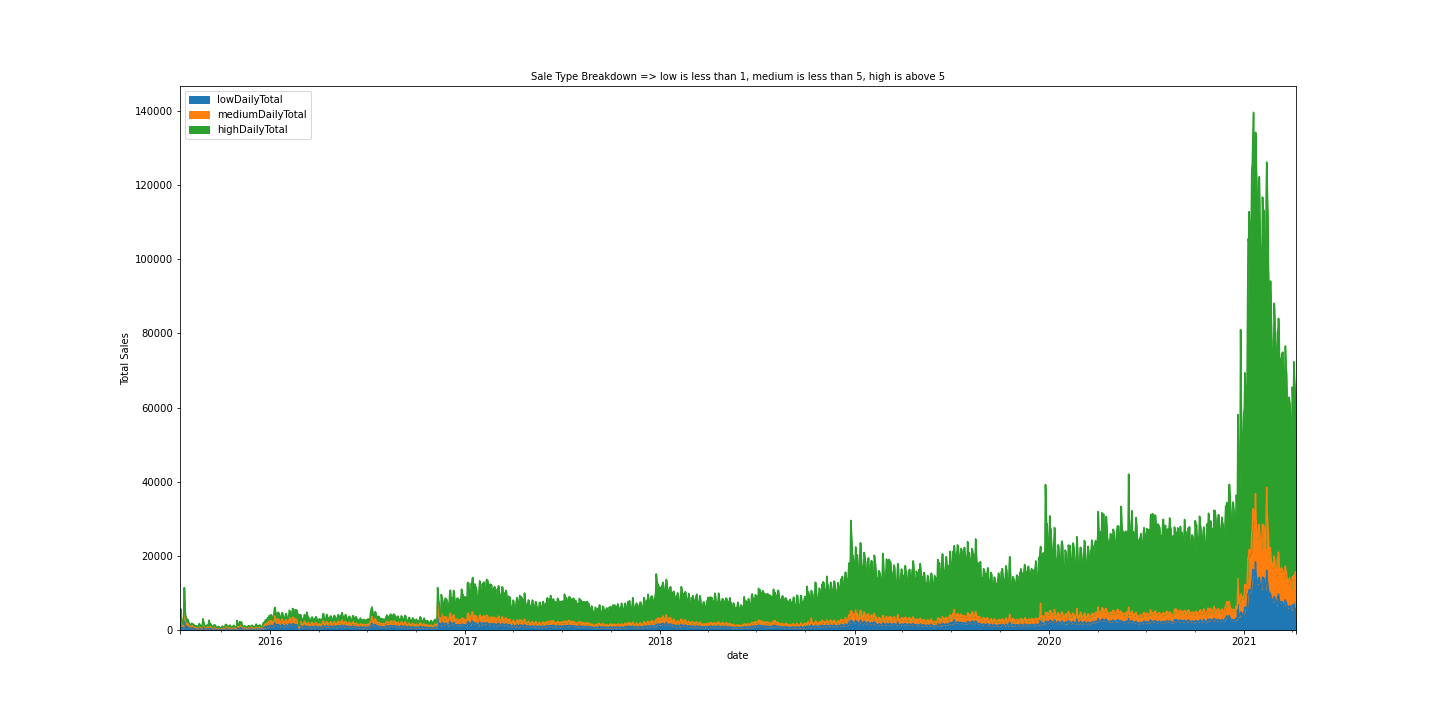 Sale Type Breakdown => low is less than 1, medium is less than 5, high is above 5
lowDailyTotal
mediumDailyTotal
highDailyTotal
140000
120000
100000
80000
60000
40000
20000
0
Total Sales
2016 2017 2018 2019 2020 2021
date